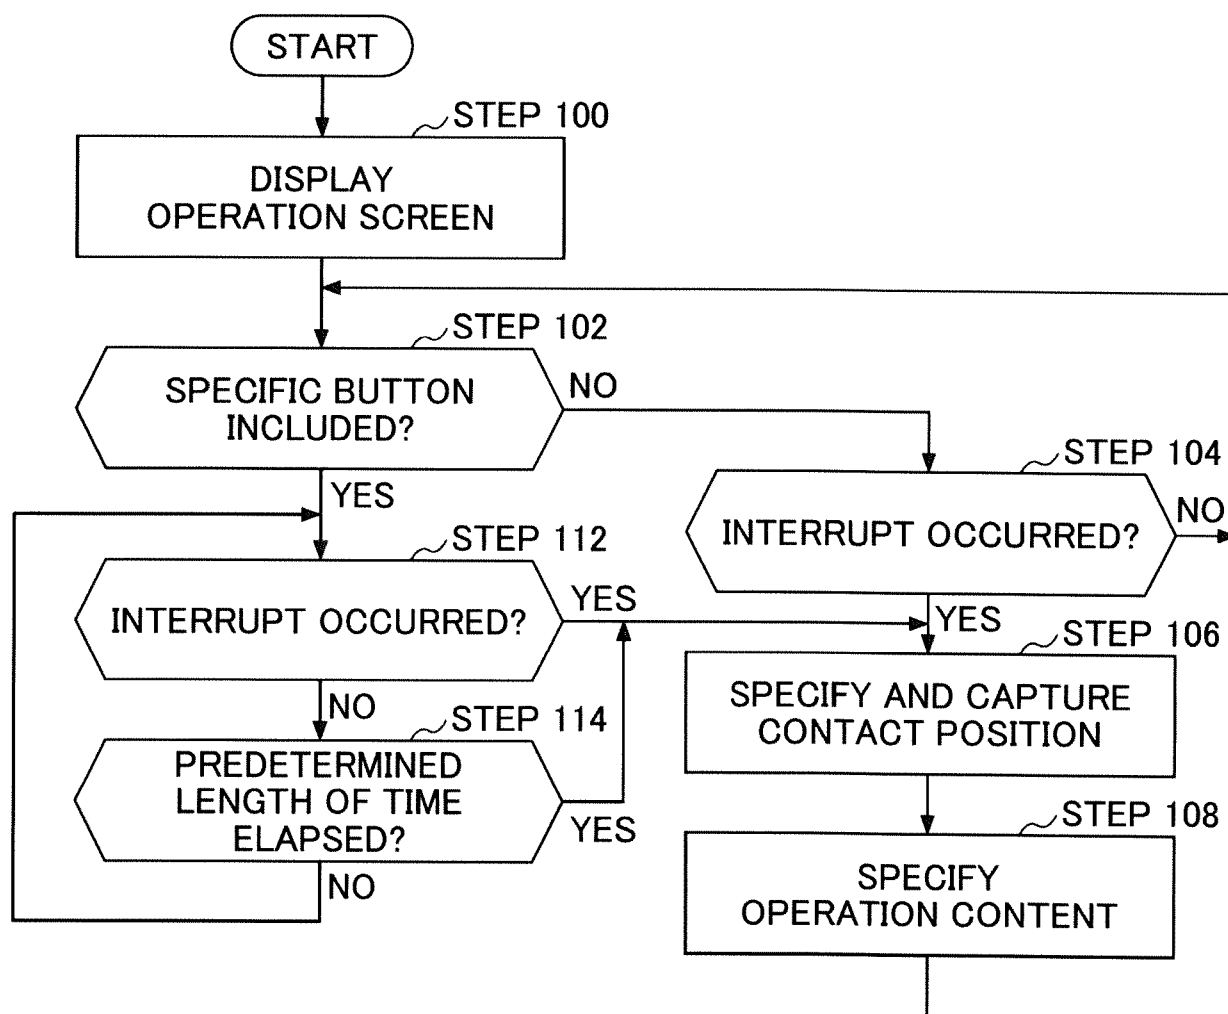 START
STEP 100
DISPLAY
OPERATION SCREEN
STEP 102
SPECIFIC BUTTON
INCLUDED?
NO
YES
STEP 104
INTERRUPT OCCURRED?
NO
YES
STEP 112
INTERRUPT OCCURRED?
YES
NO
STEP 114
PREDETERMINED
LENGTH OF TIME
ELAPSED?
YES
NO
STEP 106
SPECIFY AND CAPTURE
CONTACT POSITION
STEP 108
SPECIFY
OPERATION CONTENT